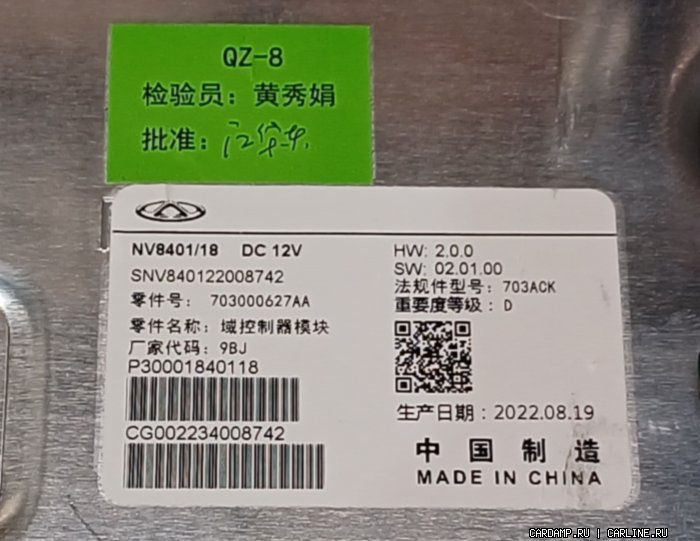 QZ-8
检验员：黄秀娟
批准：
NV8401/18 DC 12V
SNV840122008742
零件号： 703000627AA
零件名称：域控制器模块
厂家代码：9BJ
P30001840118
CG002234008742
HW: 2.0.0
SW: 02.01.00
法规件型号：703ACK
重要度等级：D
生产日期：2022.08.19
中国制造
MADE IN CHINA
CARDAMP.RU | CARLINE.RU